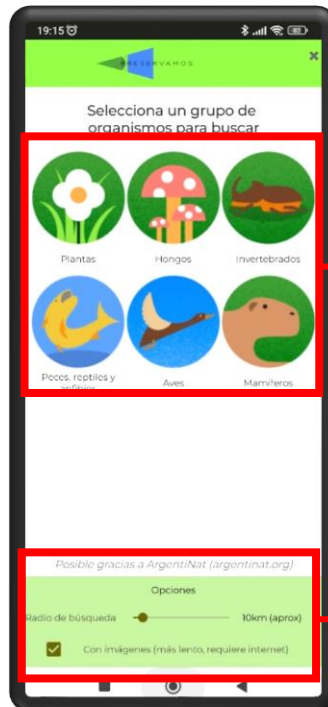 19:15
PRESERVAMOS
Selecciona un grupo de
organismos para buscar
Plantas
Hongos
Invertebrados
Peces, reptiles y
anfibios
Aves
Mamíferos
Posible gracias a ArgentiNat (argentinat.org)
Opciones
Radio de búsqueda
10km (aprox)
Con imágenes (más lento, requiere internet)